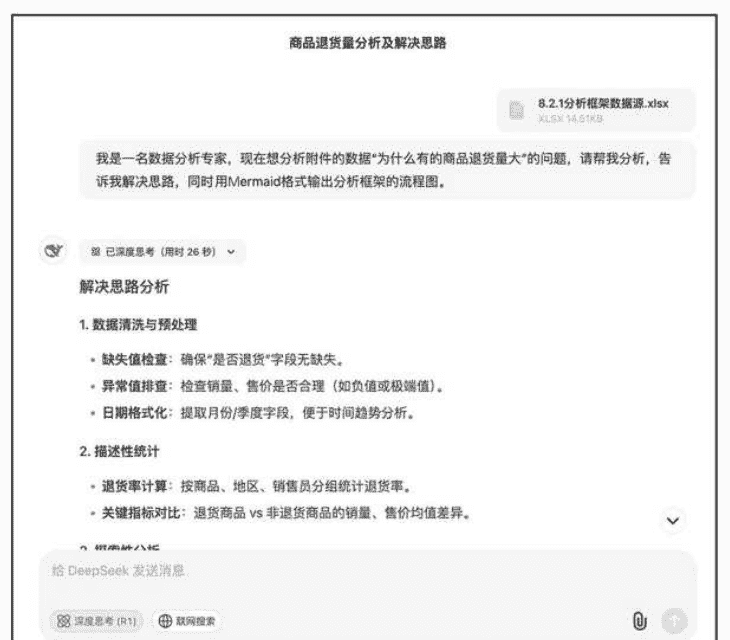 商品退货量分析及解决思路
8.2.1分析框架数据源.xlsx
XLSX 14.51KB
我是一名数据分析专家，现在想分析附件的数据“为什么有的商品退货量大”的问题，请帮我分析，告
诉我解决思路，同时用Mermaid格式输出分析框架的流程图。
已深度思考（用时 26 秒）
解决思路分析
1. 数据清洗与预处理
• 缺失值检查：确保“是否退货”字段无缺失。
• 异常值排查：检查销量、售价是否合理（如负值或极端值）。
• 日期格式化：提取月份/季度字段，便于时间趋势分析。
2. 描述性统计
• 退货率计算：按商品、地区、销售员分组统计退货率。
• 关键指标对比：退货商品 vs 非退货商品的销量、售价均值差异。
3. 探索性分析
给 DeepSeek 发送消息
深度思考 (R1) 联网搜索